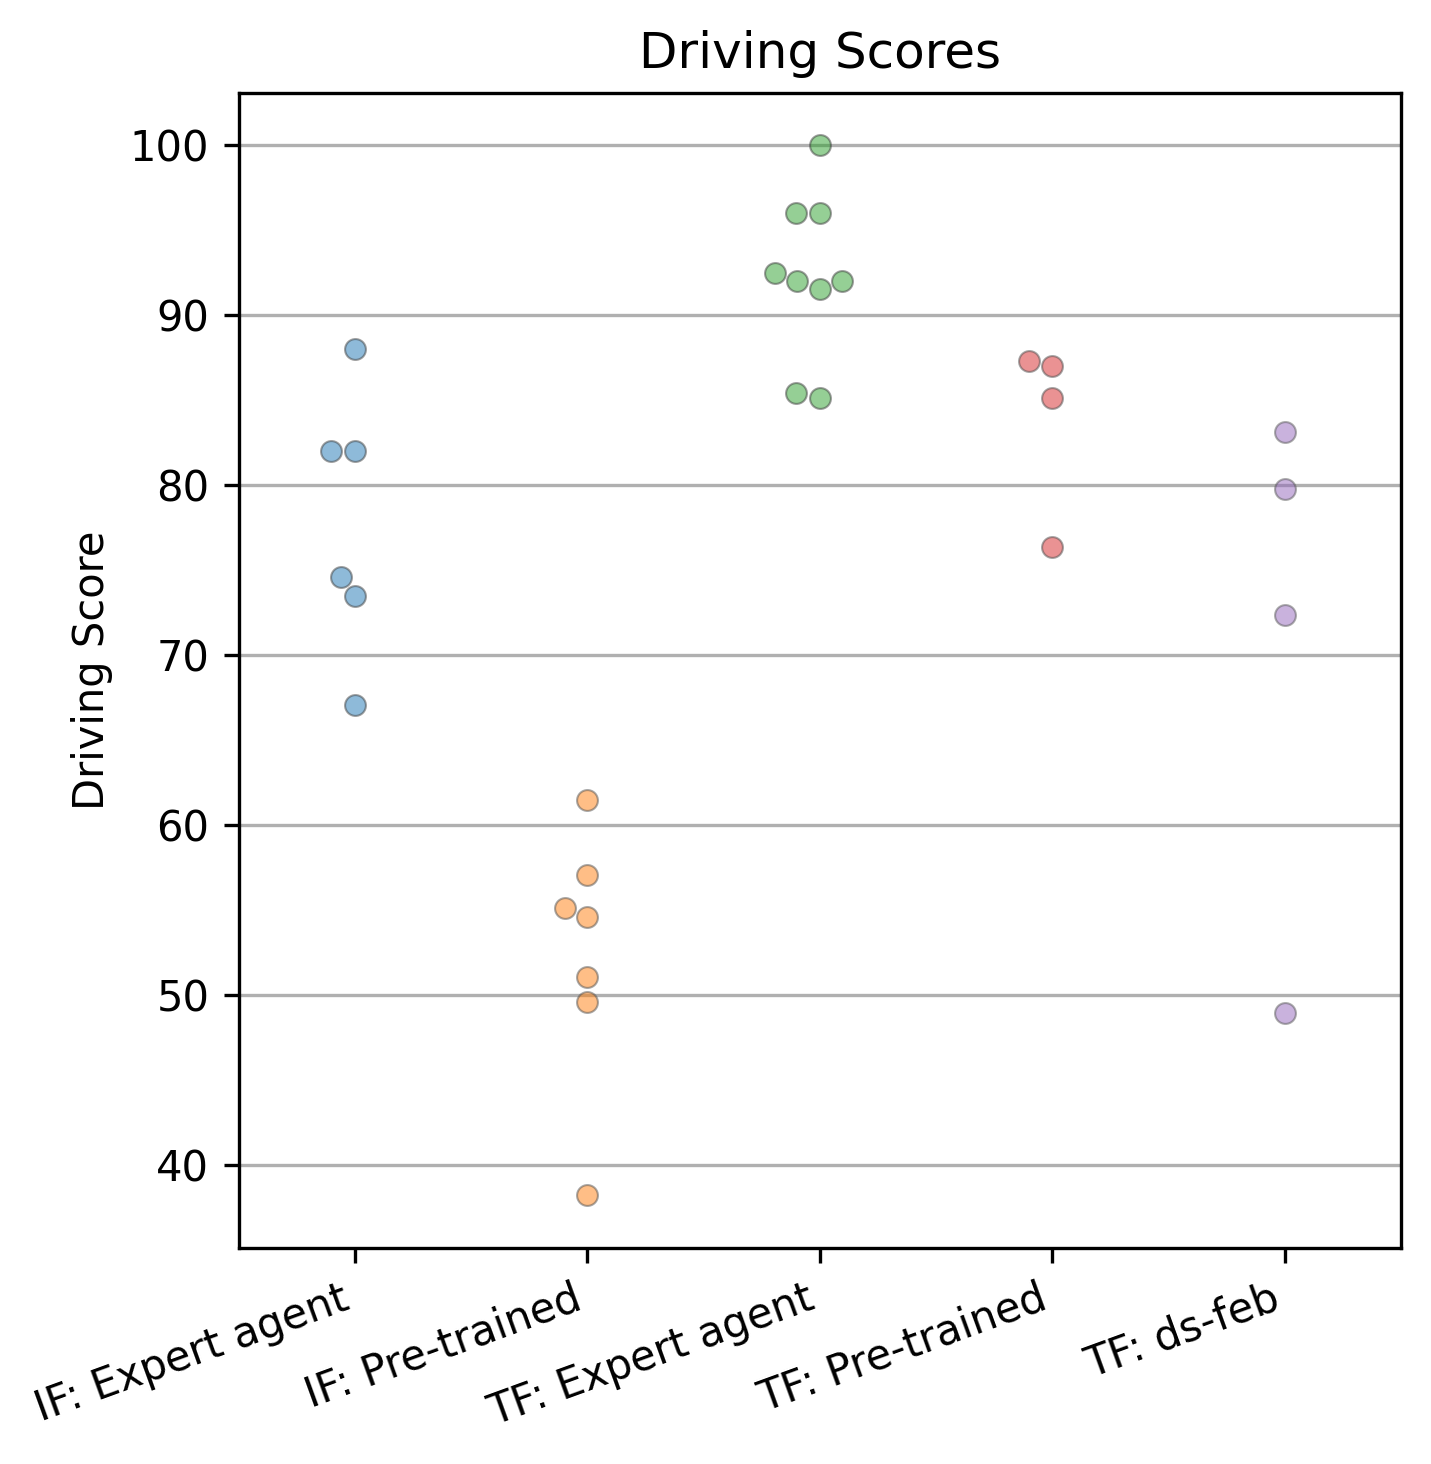 Driving Scores
100
90
80
70
60
50
40
Driving Score
IF: Expert agent
IF: Pre-trained
TF: Expert agent
TF: Pre-trained
TF: ds-feb